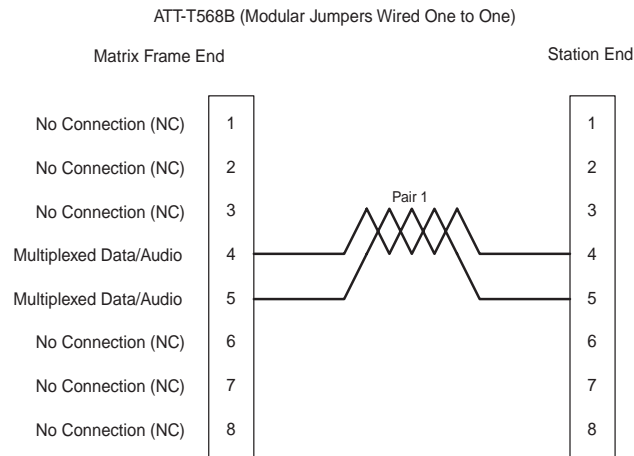 ATT-T568B (Modular Jumpers Wired One to One)
Matrix Frame End Station End
No Connection (NC) 1 1
No Connection (NC) 2 2
Pair 1
No Connection (NC) 3 3
Multiplexed Data/Audio 4 4
Multiplexed Data/Audio 5 5
No Connection (NC) 6 6
No Connection (NC) 7 7
No Connection (NC) 8 8